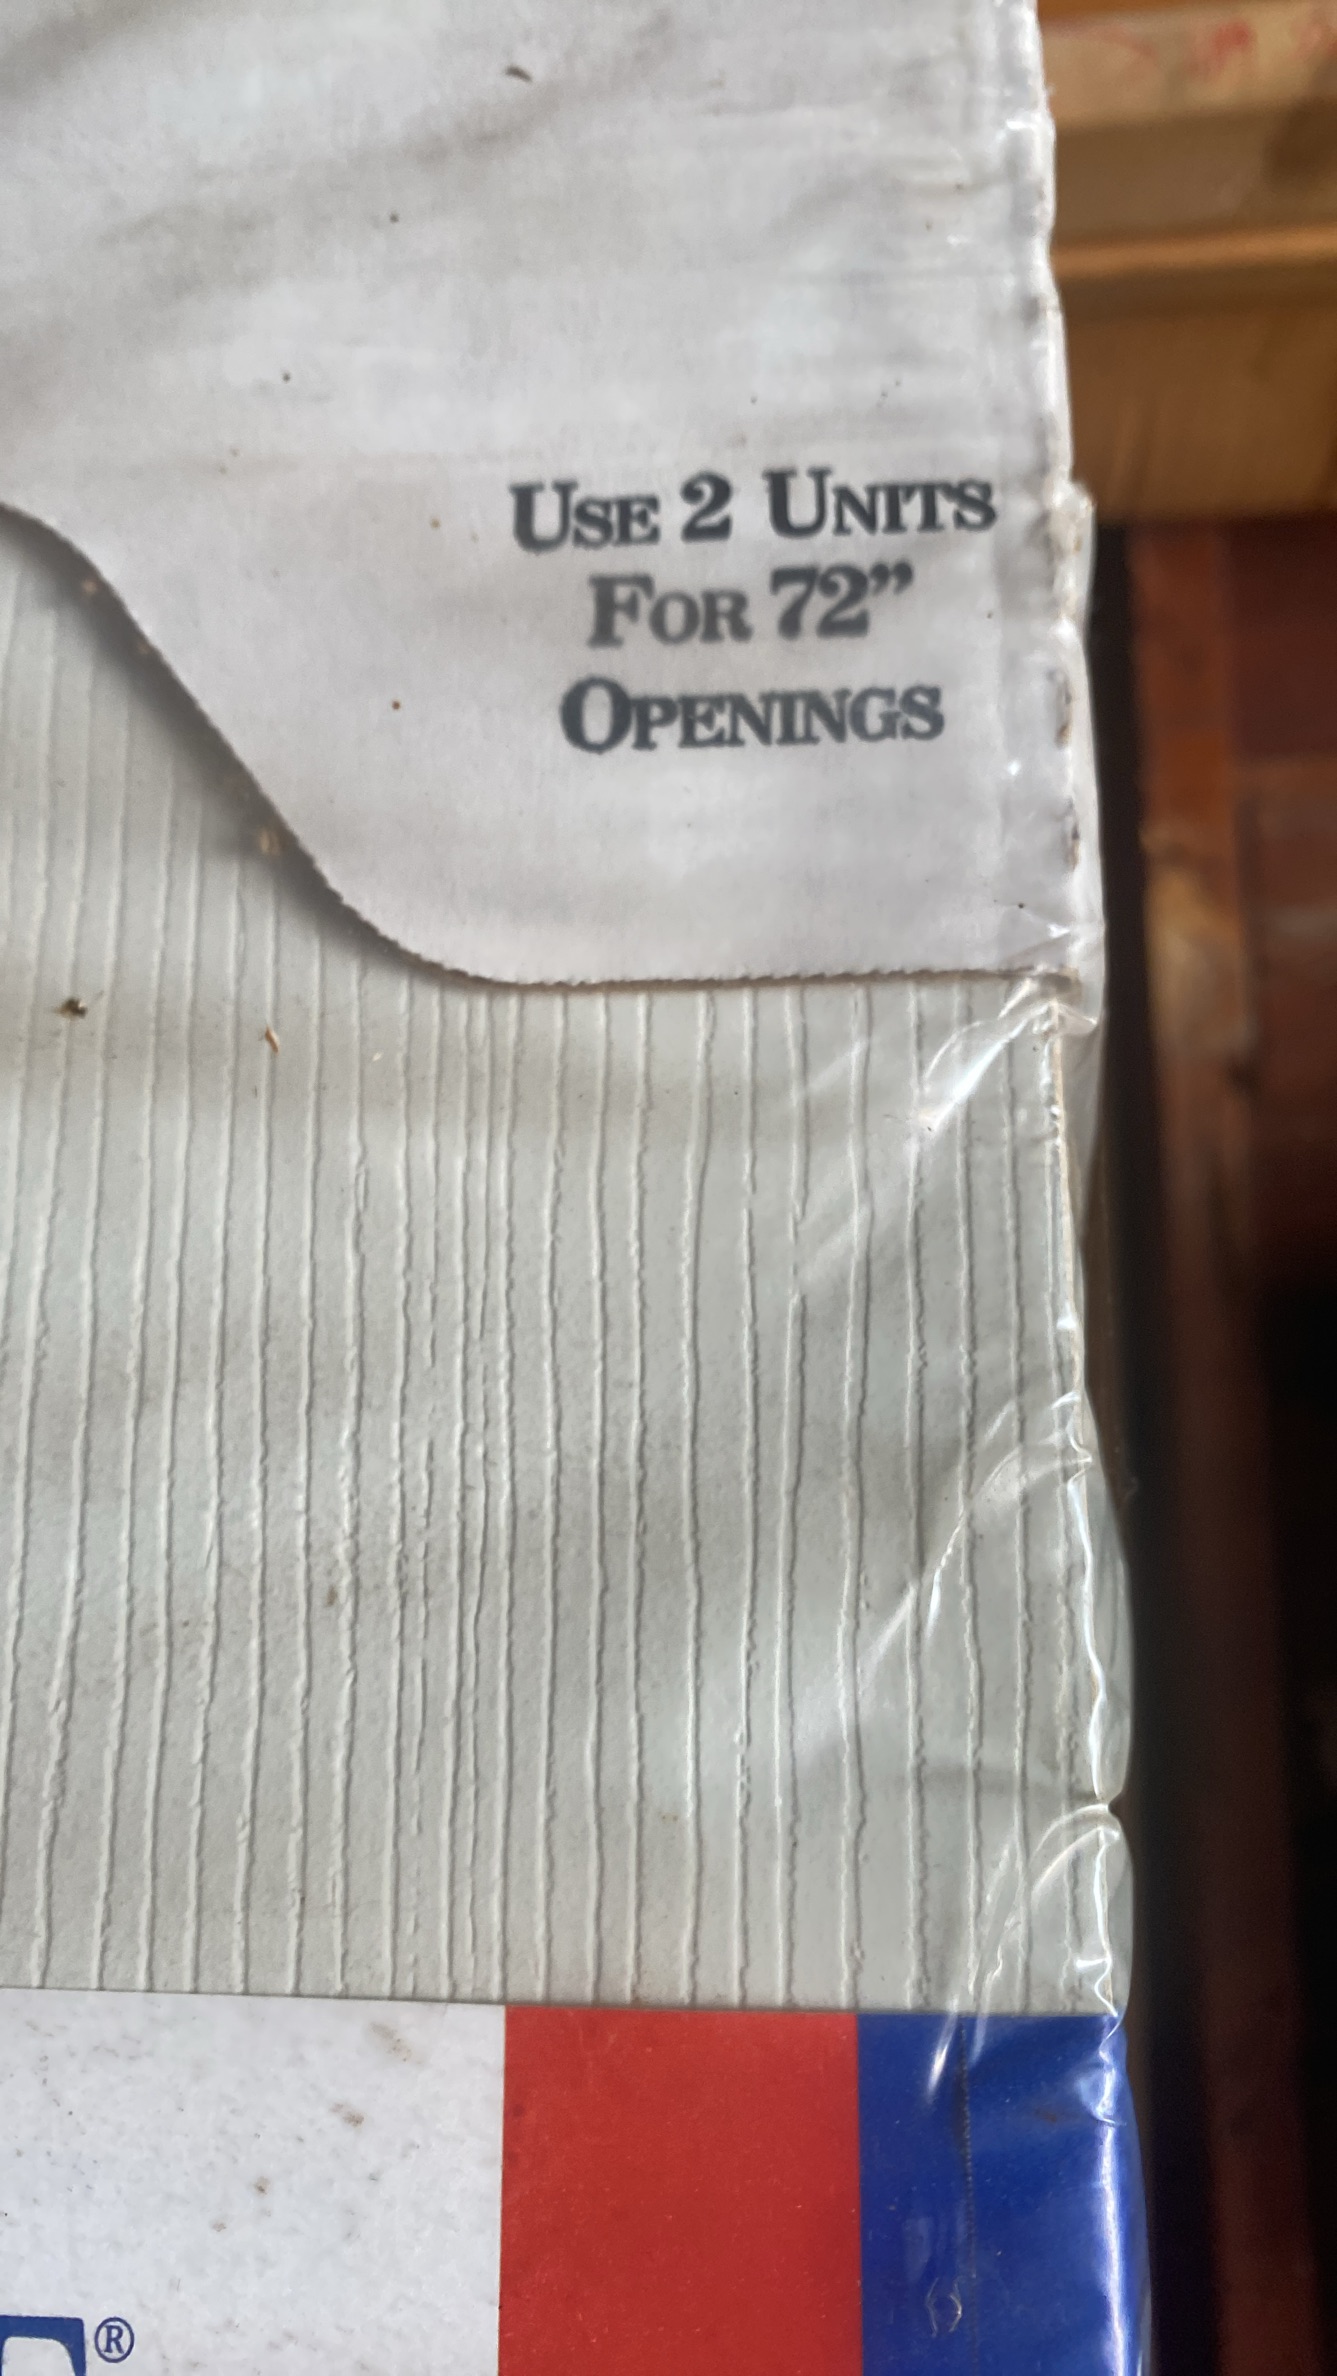 USE 2 UNITS
FOR 72”
OPENINGS
®